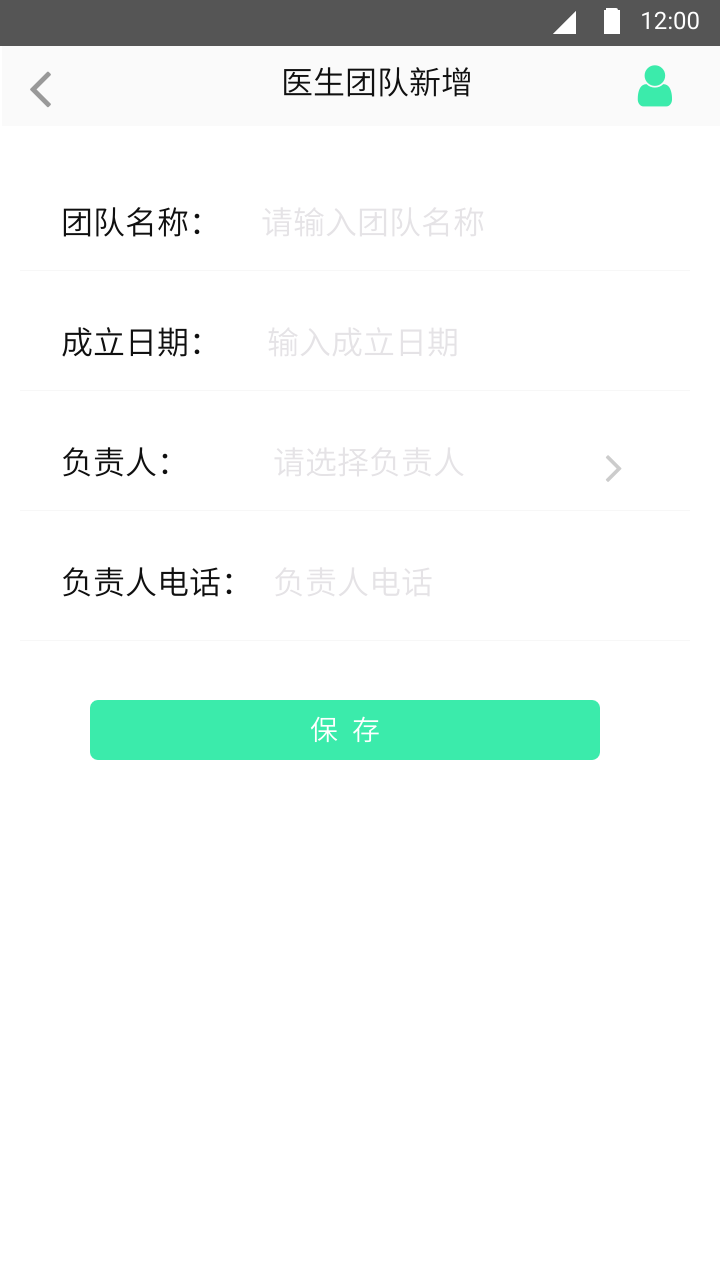 12:00
医生团队新增
团队名称： 请输入团队名称
成立日期： 输入成立日期
负责人： 请选择负责人
负责人电话： 负责人电话
保 存